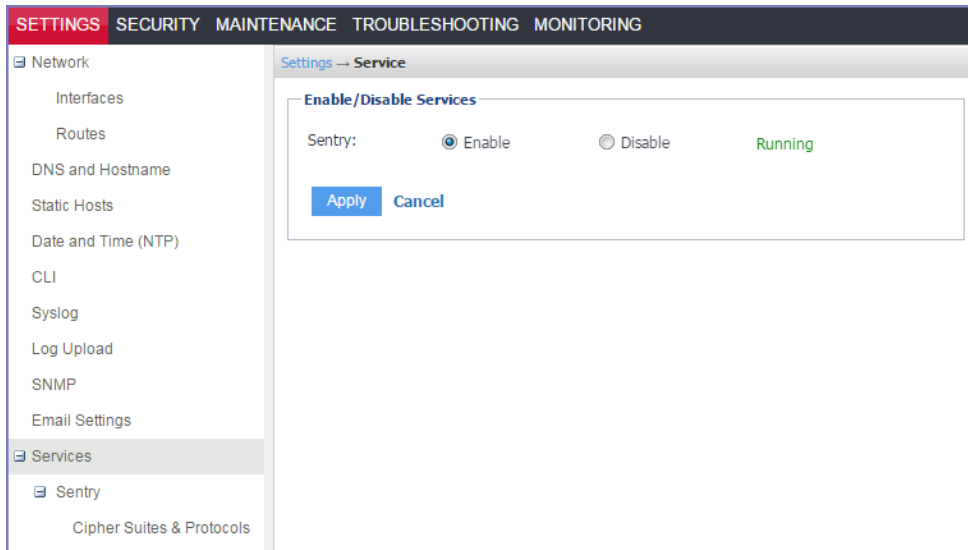 SETTINGS SECURITY MAINTENANCE TROUBLESHOOTING MONITORING
Network
Interfaces
Routes
DNS and Hostname
Static Hosts
Date and Time (NTP)
CLI
Syslog
Log Upload
SNMP
Email Settings
Services
Sentry
Cipher Suites & Protocols
Settings → Service
Enable/Disable Services
Sentry: Enable Disable Running
Apply Cancel